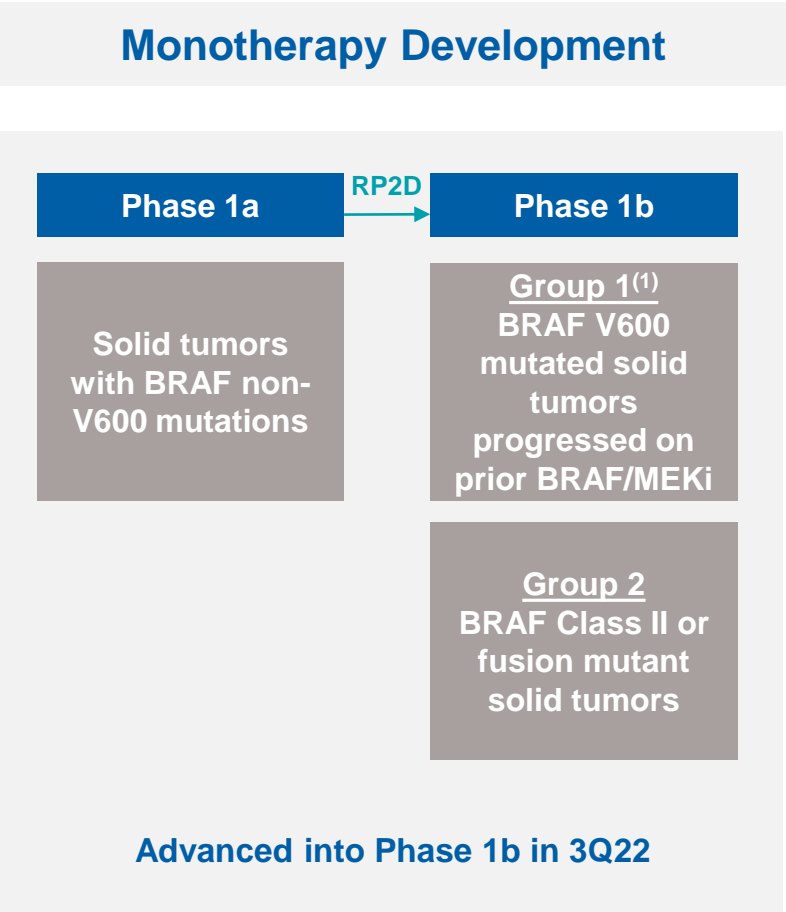 Monotherapy Development
Phase 1a
RP2D
Phase 1b
Solid tumors
with BRAF non-
V600 mutations
Group 1(1)
BRAF V600
mutated solid
tumors
progressed on
prior BRAF/MEKi
Group 2
BRAF Class II or
fusion mutant
solid tumors
Advanced into Phase 1b in 3Q22